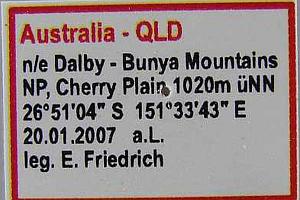 Australia - QLD
n/e Dalby - Bunya Mountains
NP, Cherry Plain 1020m üNN
26°51'04" S 151°33'43" E
20.01.2007 a.L.
leg. E. Friedrich